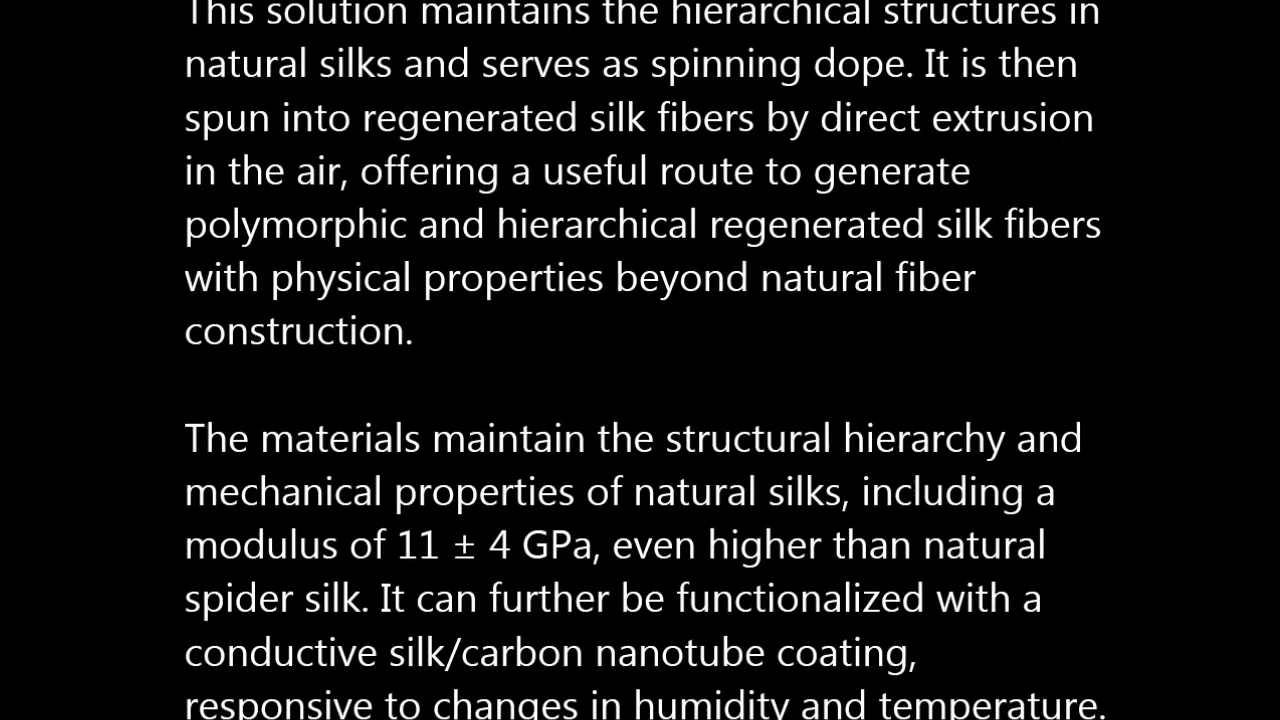 This solution maintains the hierarchical structures in
natural silks and serves as spinning dope. It is then
spun into regenerated silk fibers by direct extrusion
in the air, offering a useful route to generate
polymorphic and hierarchical regenerated silk fibers
with physical properties beyond natural fiber
construction.
The materials maintain the structural hierarchy and
mechanical properties of natural silks, including a
modulus of 11 ± 4 GPa, even higher than natural
spider silk. It can further be functionalized with a
conductive silk/carbon nanotube coating,
responsive to changes in humidity and temperature.